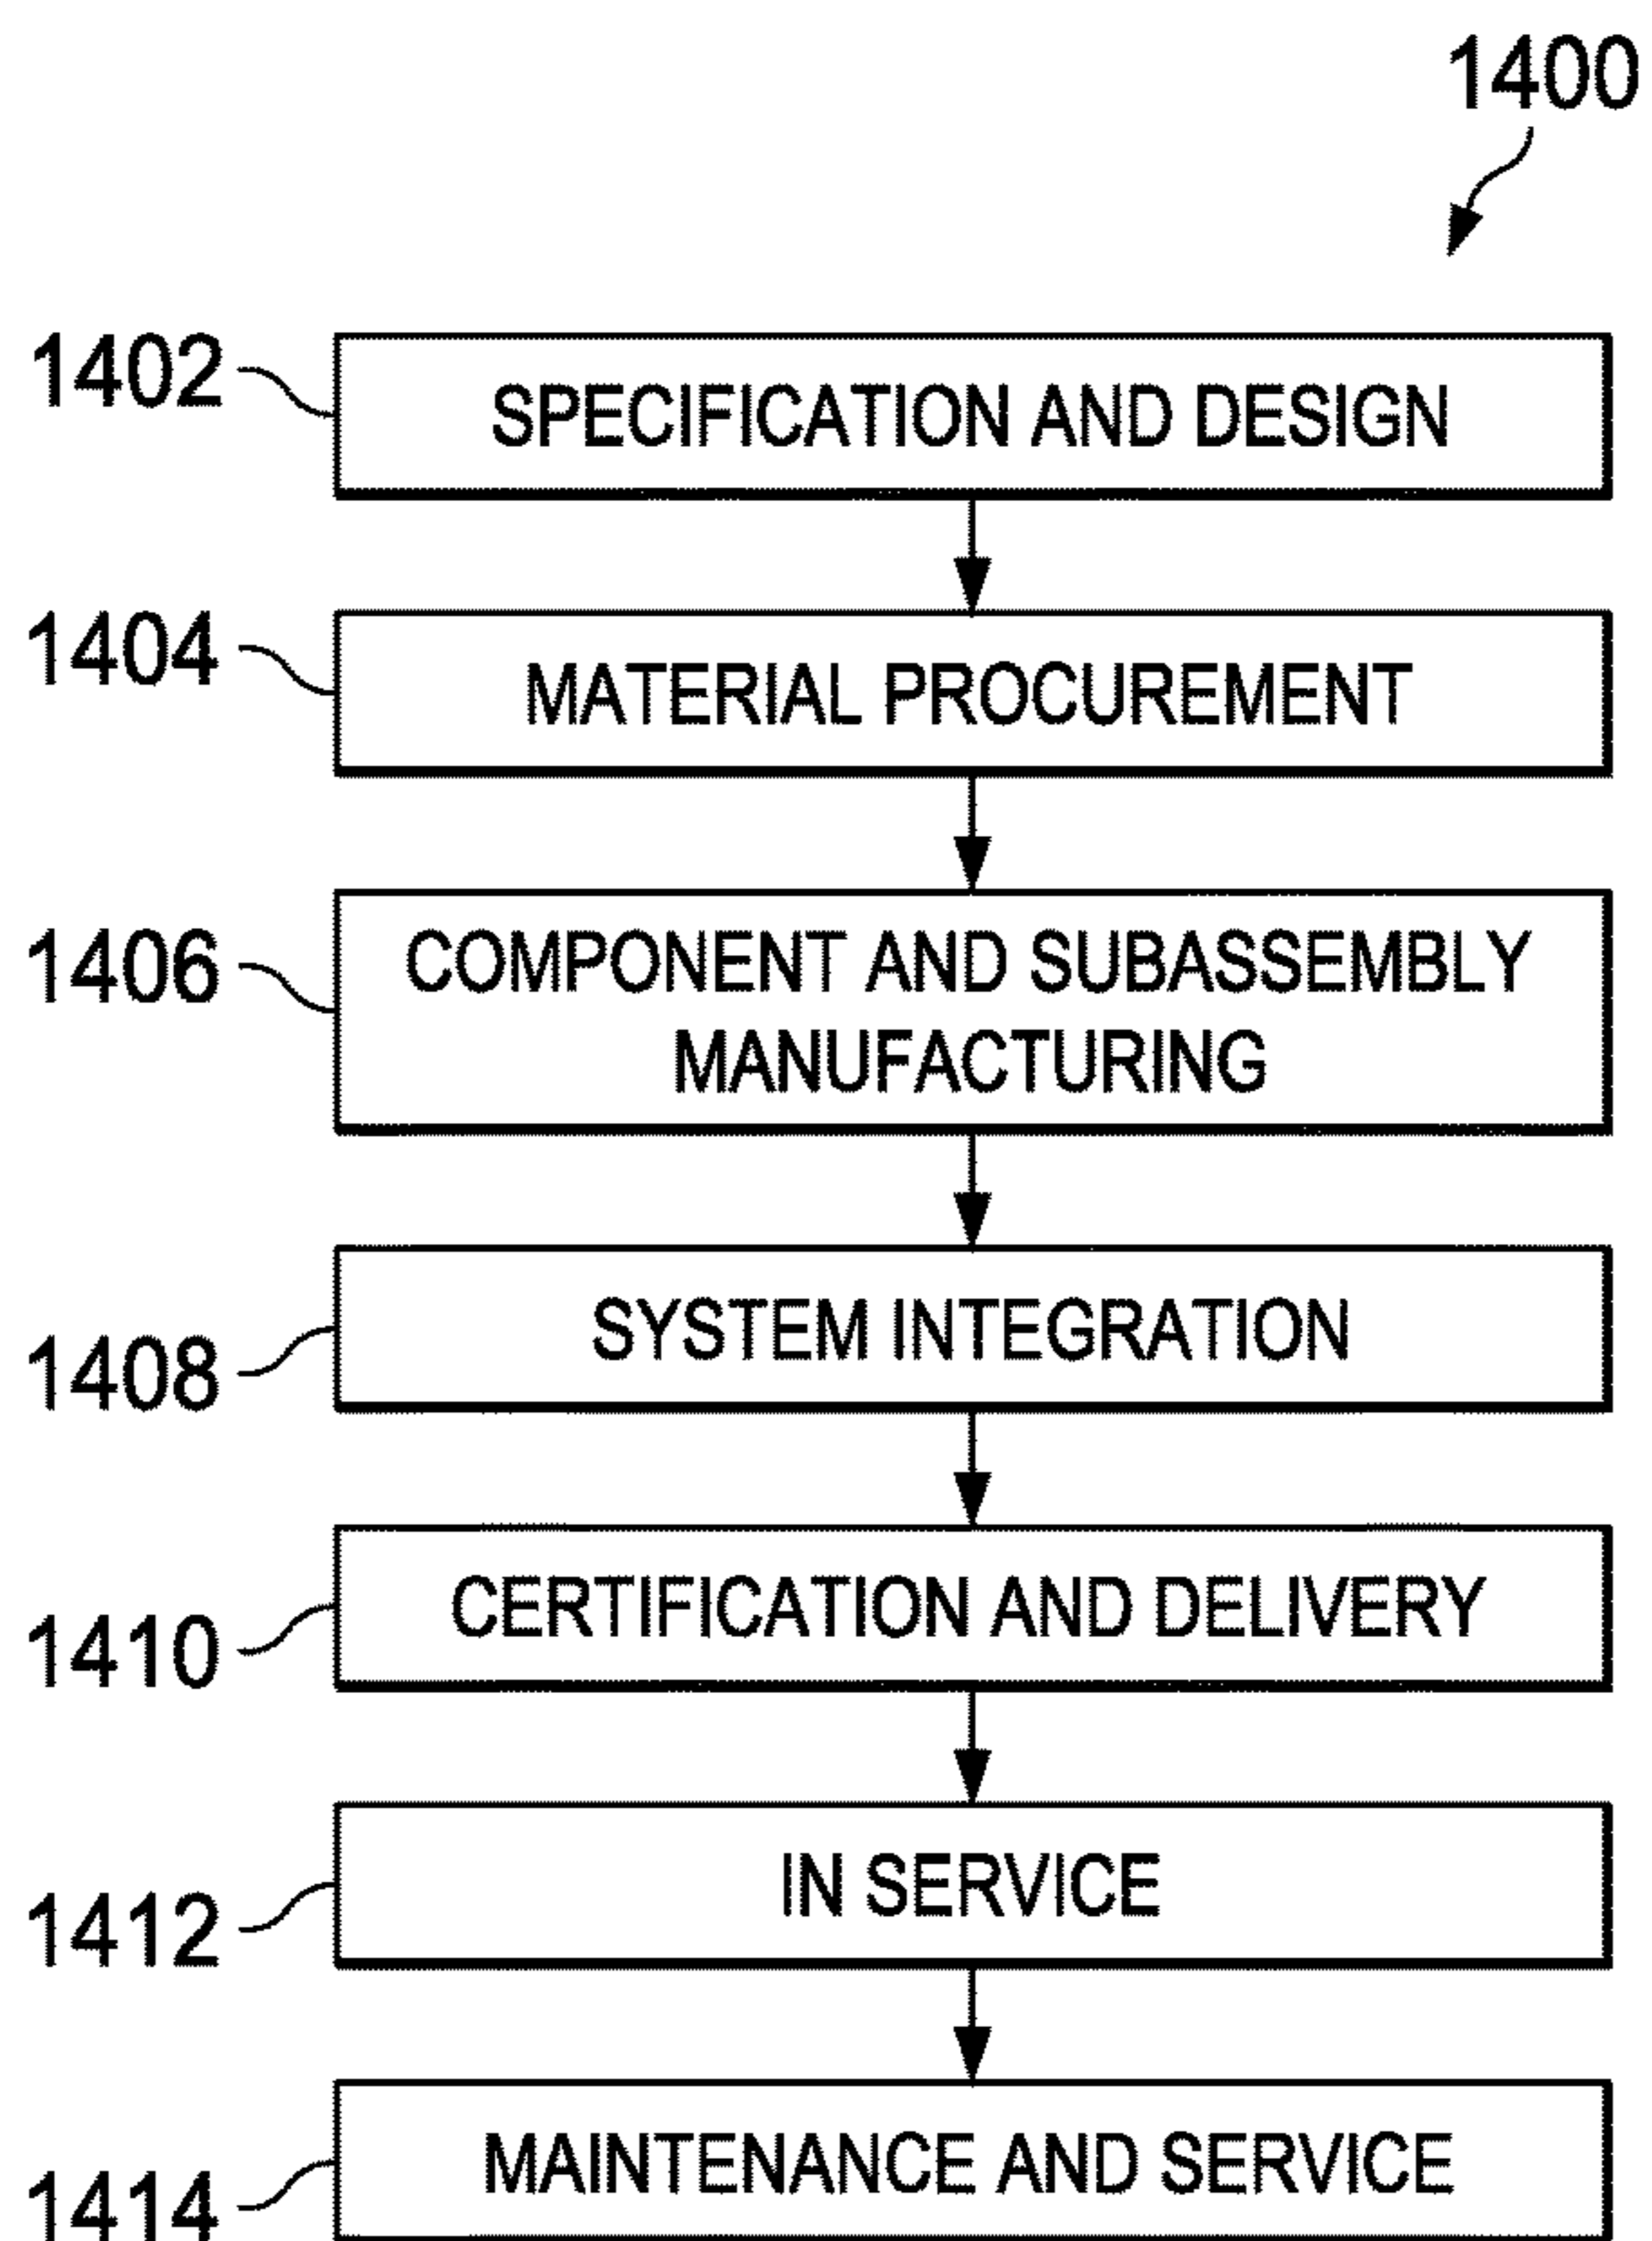 1400
1402
SPECIFICATION AND DESIGN
1404
MATERIAL PROCUREMENT
1406
COMPONENT AND SUBASSEMBLY
MANUFACTURING
1408
SYSTEM INTEGRATION
1410
CERTIFICATION AND DELIVERY
1412
IN SERVICE
1414
MAINTENANCE AND SERVICE